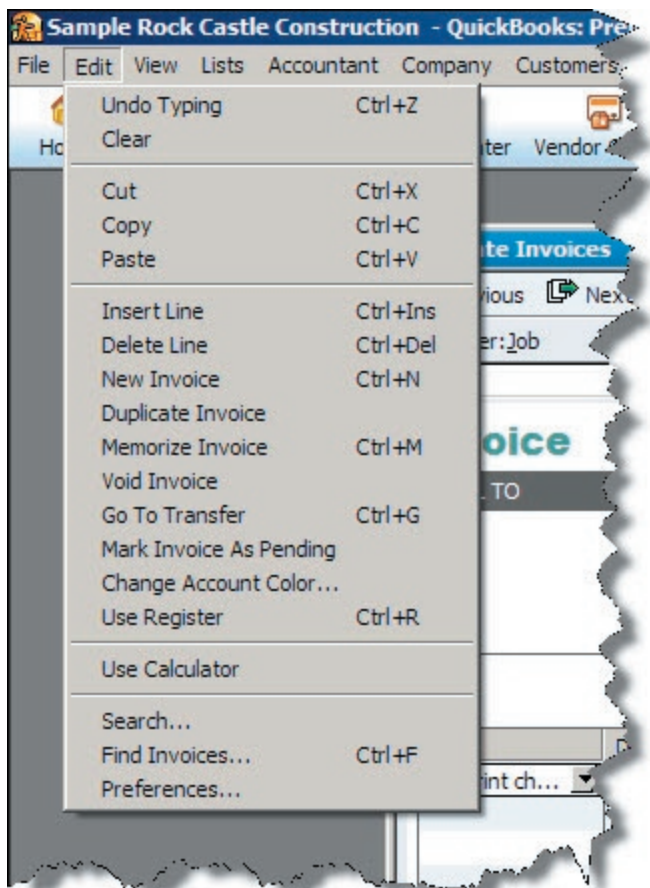 Sample Rock Castle Construction - QuickBooks: Pre
File Edit View Lists Accountant Company Customers
Vendor
Undo Typing Ctrl+Z
Clear
Cut Ctrl+X
Copy Ctrl+C
Paste Ctrl+V
Insert Line Ctrl+Ins
Delete Line Ctrl+Del
New Invoice Ctrl+N
Duplicate Invoice
Memorize Invoice Ctrl+M
Void Invoice
Go To Transfer Ctrl+G
Mark Invoice As Pending
Change Account Color...
Use Register Ctrl+R
Use Calculator
Search...
Find Invoices... Ctrl+F
Preferences...
te Invoices
ious Next
er:Job
oice
TO
int ch...